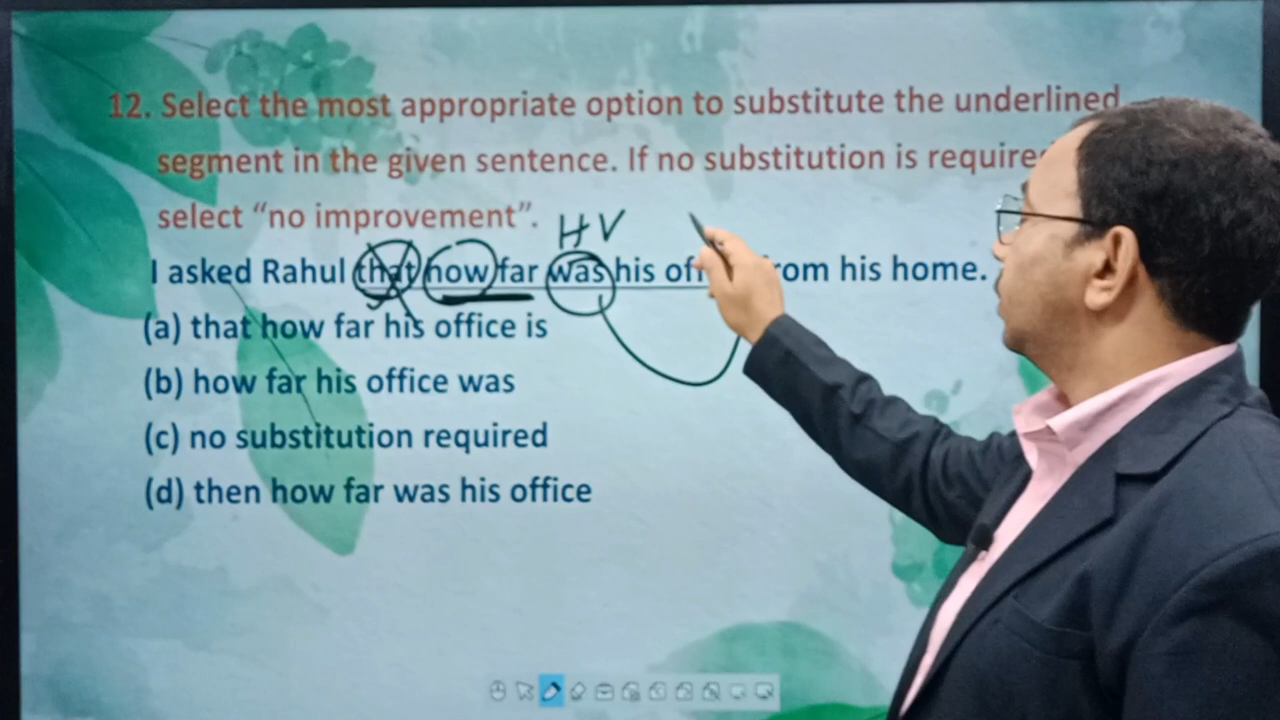 12. Select the most appropriate option to substitute the underlined
segment in the given sentence. If no substitution is require
select “no improvement”.
HV
I asked Rahul that how far was his of from his home.
(a) that how far his office is
(b) how far his office was
(c) no substitution required
(d) then how far was his office